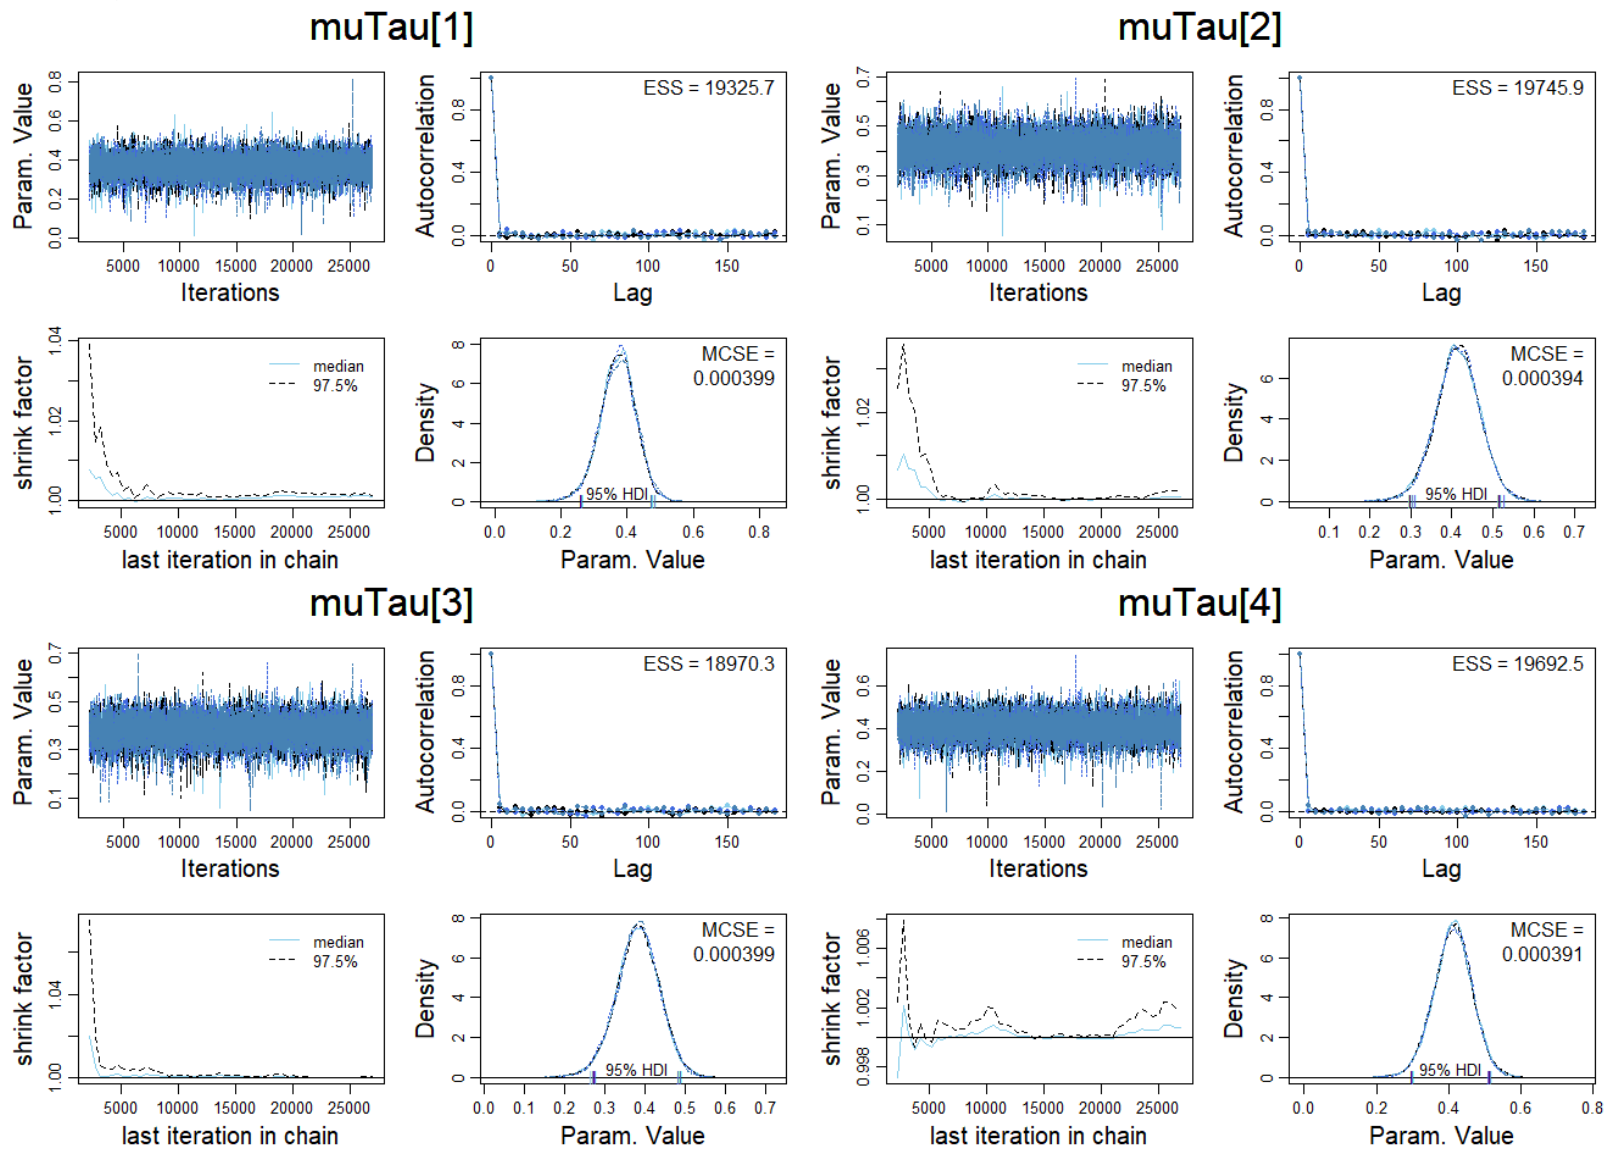 muTau[1]
Param. Value
0.0 0.2 0.4 0.6 0.8
5000 10000 15000 20000 25000
Iterations
Autocorrelation
0.0 0.4 0.8
ESS = 19325.7
0 50 100 150
Lag
shrink factor
1.00 1.02 1.04
median
97.5%
5000 10000 15000 20000 25000
last iteration in chain
Density
0 2 4 6 8
MCSE =
0.000399
95% HDI
0.0 0.2 0.4 0.6 0.8
Param. Value
muTau[2]
Param. Value
0.1 0.3 0.5 0.7
5000 10000 15000 20000 25000
Iterations
Autocorrelation
0.0 0.4 0.8
ESS = 19745.9
0 50 100 150
Lag
shrink factor
1.00 1.02
median
97.5%
5000 10000 15000 20000 25000
last iteration in chain
Density
0 2 4 6
MCSE =
0.000394
95% HDI
0.1 0.2 0.3 0.4 0.5 0.6 0.7
Param. Value
muTau[3]
Param. Value
0.1 0.3 0.5 0.7
5000 10000 15000 20000 25000
Iterations
Autocorrelation
0.0 0.4 0.8
ESS = 18970.3
0 50 100 150
Lag
shrink factor
1.00 1.04
median
97.5%
5000 10000 15000 20000 25000
last iteration in chain
Density
0 2 4 6 8
MCSE =
0.000399
95% HDI
0.0 0.1 0.2 0.3 0.4 0.5 0.6 0.7
Param. Value
muTau[4]
Param. Value
0.0 0.2 0.4 0.6
5000 10000 15000 20000 25000
Iterations
Autocorrelation
0.0 0.4 0.8
ESS = 19692.5
0 50 100 150
Lag
shrink factor
0.998 1.002 1.006
median
97.5%
5000 10000 15000 20000 25000
last iteration in chain
Density
0 2 4 6 8
MCSE =
0.000391
95% HDI
0.0 0.2 0.4 0.6 0.8
Param. Value